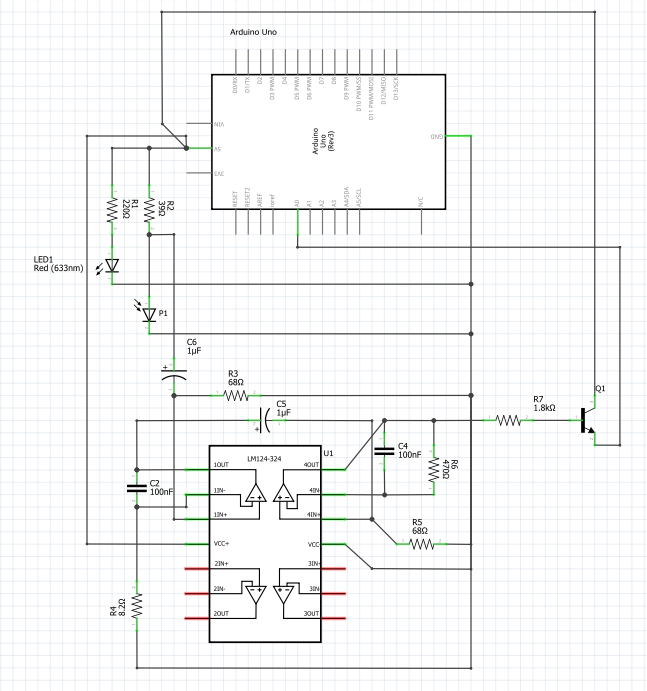 Arduino Uno
D0/RX
D1/TX
D2
D3 PWM
D4
D5 PWM
D6 PWM
D7
D8
D9 PWM
D10 PWM/SS
D11 PWM/MOSI
D12/MISO
D13/SCK
VIN
5V
3V3
Arduino
Uno
(Rev3)
GND
RESET
RESET2
AREF
ioref
A0
A1
A2
A3
A4/SDA
A5/SCL
N/C
R1
220Ω
R2
39Ω
LED1
Red (633nm)
P1
C6
1µF
+
R3
68Ω
C5
1µF
+
R7
1.8kΩ
Q1
LM124-324
U1
1OUT
4OUT
1IN-
4IN-
1IN+
4IN+
VCC+
VCC
2IN+
3IN+
2IN-
3IN-
2OUT
3OUT
C2
100nF
C4
100nF
R6
470Ω
R5
68Ω
R4
8.2Ω